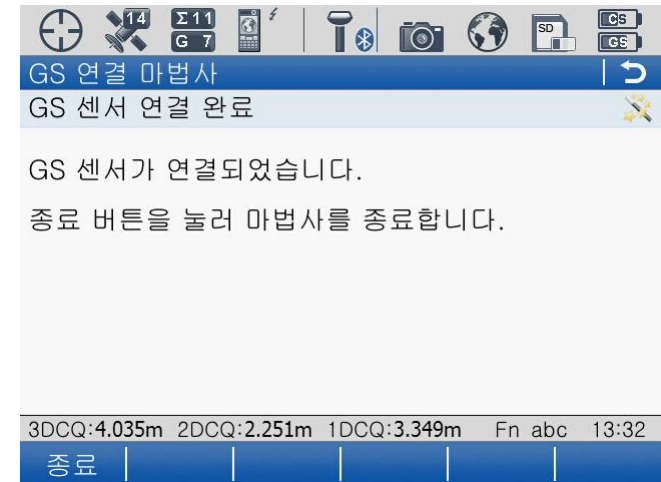 14
Σ11
G 7
SD
CS
GS
GS 연결 마법사
GS 센서 연결 완료
GS 센서가 연결되었습니다.
종료 버튼을 눌러 마법사를 종료합니다.
3DCQ:4.035m 2DCQ:2.251m 1DCQ:3.349m Fn abc 13:32
종료